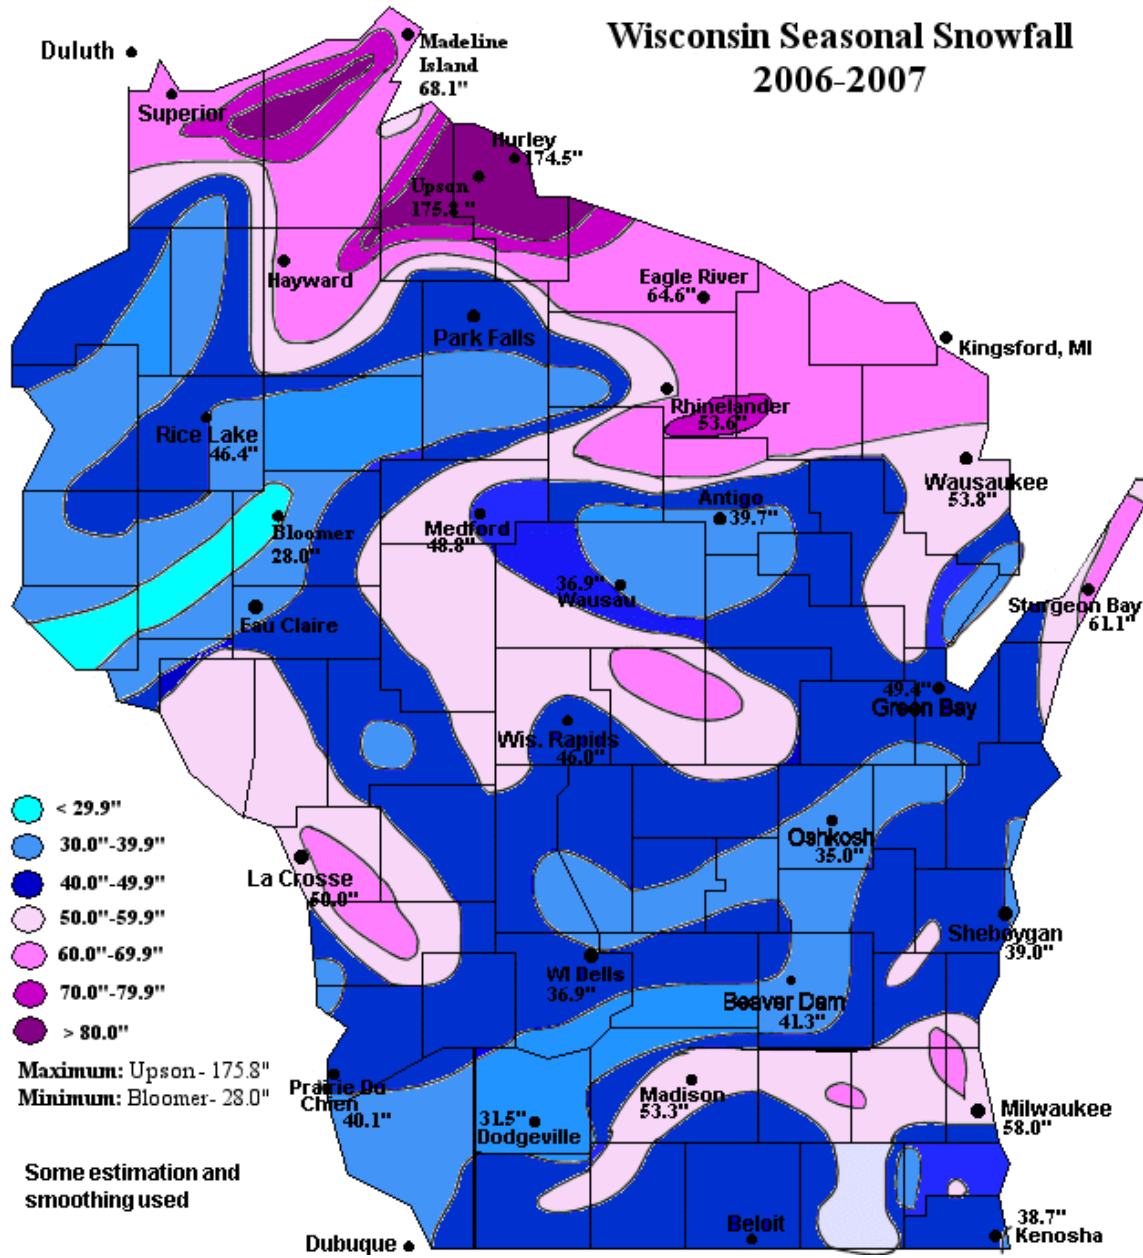 Wisconsin Seasonal Snowfall
2006-2007
Duluth
Madeline
Island
68.1"
Superior
Hurley
174.5"
Upson
175.8 "
Hayward
Eagle River
64.6"
Park Falls
Kingsford, MI
Rhinelander
53.6"
Rice Lake
46.4"
Wausaukee
53.8"
Antigo
39.7"
Medford
48.8"
Bloomer
28.0"
36.9"
Wausau
Sturgeon Bay
61.1"
Eau Claire
49.4"
Green Bay
Wis. Rapids
46.0"
< 29.9"
30.0"-39.9"
40.0"-49.9"
50.0"-59.9"
60.0"-69.9"
70.0"-79.9"
> 80.0"
Oshkosh
35.0"
La Crosse
50.0"
Sheboygan
39.0"
WI Dells
36.9"
Beaver Dam
41.3"
Maximum: Upson - 175.8"
Minimum: Bloomer- 28.0"
Prairie Du
Chien
40.1"
Madison
53.3"
Milwaukee
58.0"
31.5"
Dodgeville
Some estimation and
smoothing used
38.7"
Kenosha
Beloit
Dubuque